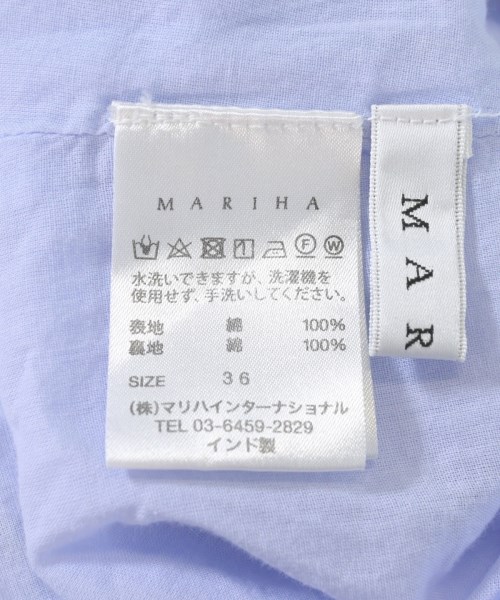 MARIHA
F W
水洗いできますが、洗濯機を
使用せず、手洗いしてください。
表地 綿 100%
裏地 綿 100%
SIZE 36
(株)マリハインターナショナル
TEL 03-6459-2829
インド製
MAR